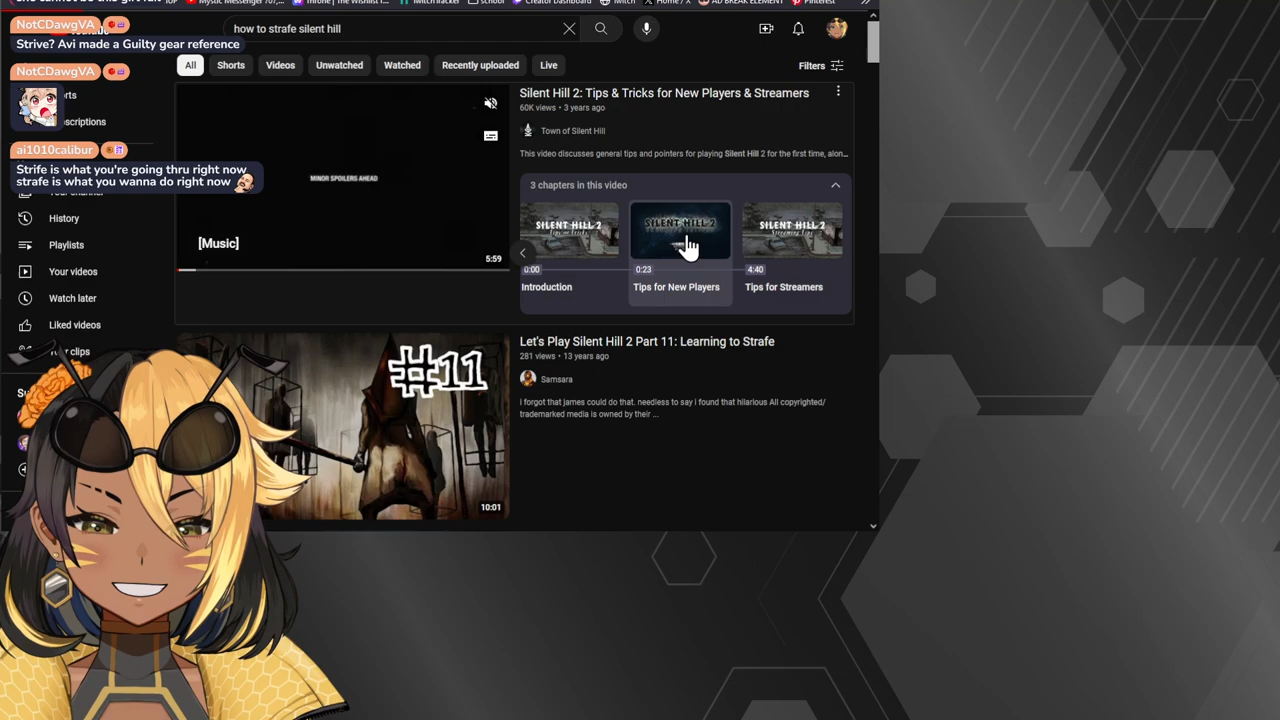 how to strafe silent hill
NotCDawgVA
Strive? Avi made a Guilty gear reference
NotCDawgVA
ai1010calibur
Strife is what you're going thru right now
strafe is what you wanna do right now
All
Shorts
Videos
Unwatched
Watched
Recently uploaded
Live
Filters
History
Playlists
Your videos
Watch later
Liked videos
MINOR SPOILERS AHEAD
[Music]
5:59
Silent Hill 2: Tips & Tricks for New Players & Streamers
60K views • 3 years ago
Town of Silent Hill
This video discusses general tips and pointers for playing Silent Hill 2 for the first time, alon...
3 chapters in this video
SILENT HILL 2
SILENT HILL 2
SILENT HILL 2
0:00
0:23
4:40
Introduction
Tips for New Players
Tips for Streamers
#11
10:01
Let's Play Silent Hill 2 Part 11: Learning to Strafe
281 views • 13 years ago
Samsara
i forgot that james could do that. needless to say i found that hilarious All copyrighted/
trademarked media is owned by their ...